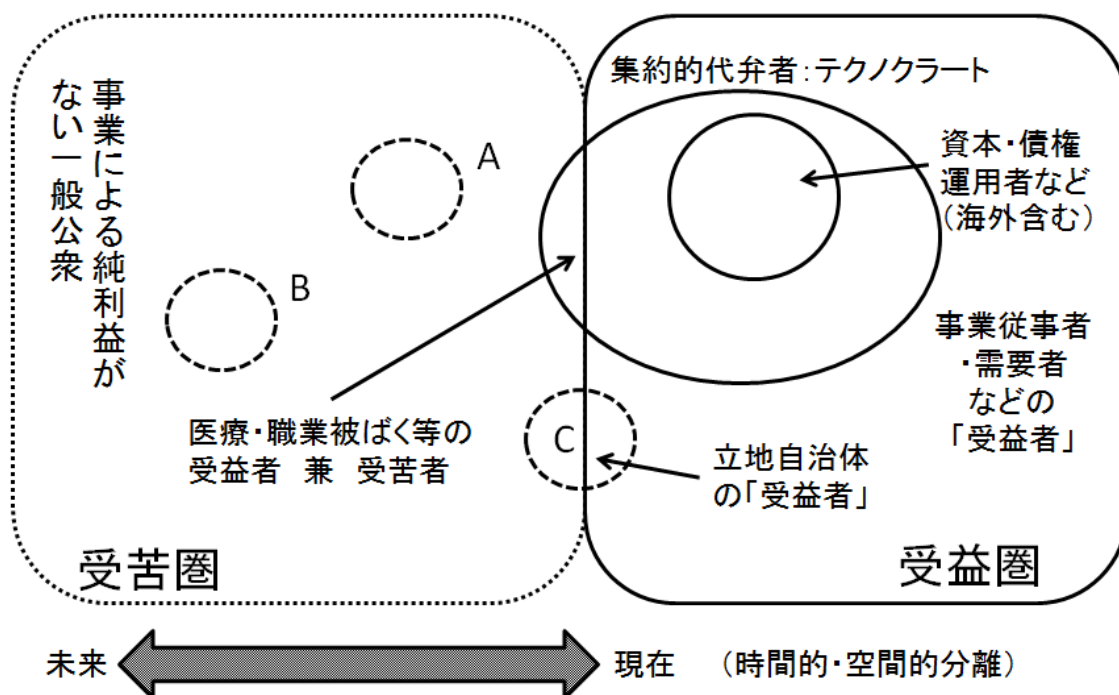 集約的代弁者：テクノクラート
事業による純利益が
ない一般公衆
A
資本・債権
運用者など
（海外含む）
B
事業従事者
・需要者
などの
「受益者」
医療・職業被ばく等の
受益者　兼　受苦者
C
立地自治体
の「受益者」
受苦圏
受益圏
未来
現在　（時間的・空間的分離）